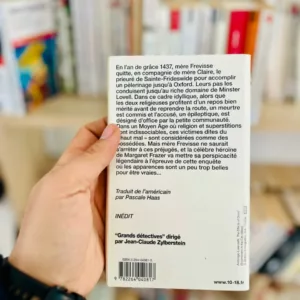 En l'an de grâce 1437, mère Frevisse
quitte, en compagnie de mère Claire, le
prieuré de Sainte-Frideswide pour accomplir
un pèlerinage jusqu'à Oxford. Leurs pas les
conduisent jusqu'au riche domaine de Minster
Lovell. Dans ce cadre idyllique, alors que
les deux religieuses profitent d'un repos bien
mérité avant de reprendre la route, un meurtre
est commis et l'accusé, un épileptique, est
désigné d'office par la petite communauté.
Dans un Moyen Age où religion et superstitions
sont indissociables, ces victimes dites du
haut mal – sont considérées comme des
possédées. Mais mère Frevisse ne saurait
s'arrêter à ces préjugés, et la célèbre héroïne
de Margaret Frazer va mettre sa perspicacité
légendaire à l'épreuve de cette enquête
où les apparences sont un peu trop belles
pour être vraies...
Traduit de l'américain
par Pascale Haas
INÉDIT
"Grands détectives" dirigé
par Jean-Claude Zylberstein
www.10-18.fr